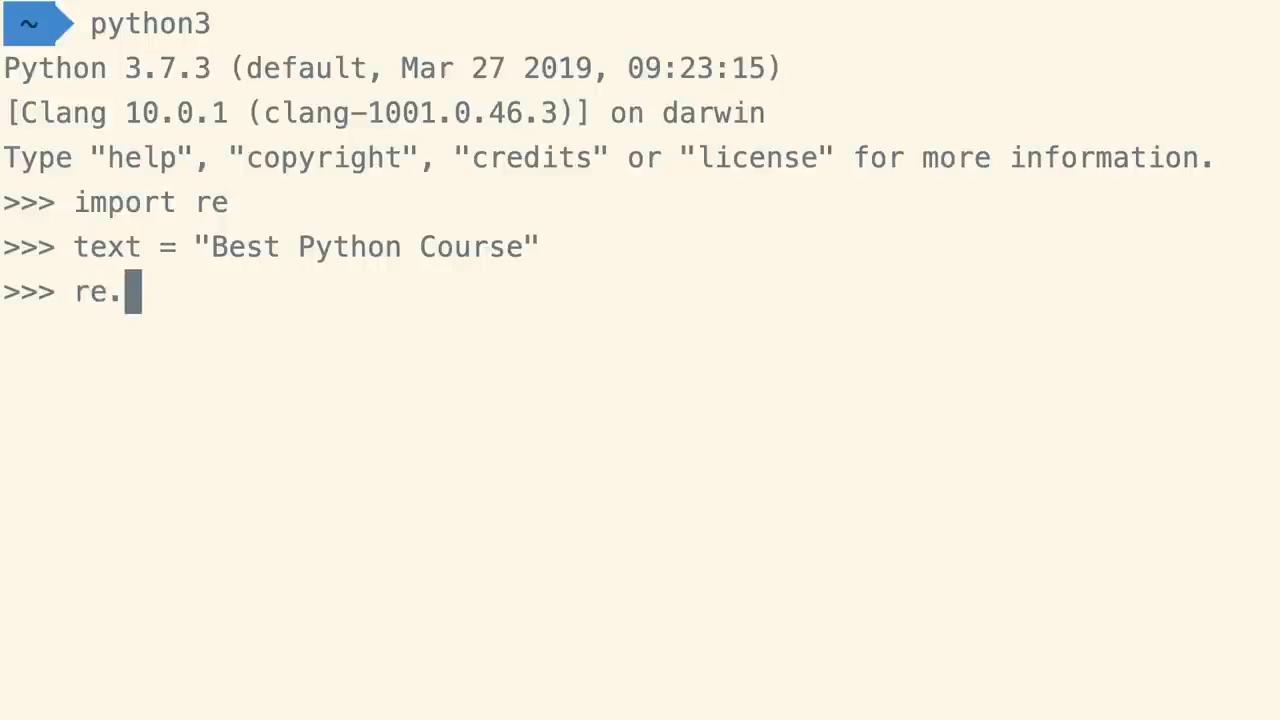 ~ python3
Python 3.7.3 (default, Mar 27 2019, 09:23:15)
[Clang 10.0.1 (clang-1001.0.46.3)] on darwin
Type "help", "copyright", "credits" or "license" for more information.
>>> import re
>>> text = "Best Python Course"
>>> re.